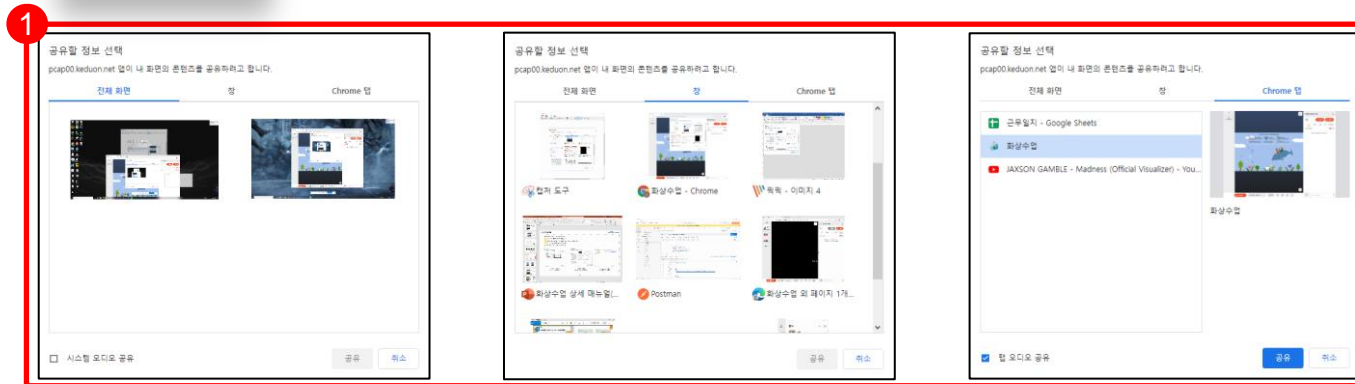 1
공유할 정보 선택
pcap00.keduon.net 앱이 내 화면의 콘텐츠를 공유하려고 합니다.
전체 화면 창 Chrome 탭
시스템 오디오 공유 공유 취소
공유할 정보 선택
pcap00.keduon.net 앱이 내 화면의 콘텐츠를 공유하려고 합니다.
전체 화면 창 Chrome 탭
캡처 도구 화상수업 - Chrome 픽픽 - 이미지 4
화상수업 상세 매뉴얼(... Postman 화상수업 외 페이지 1개...
공유 취소
공유할 정보 선택
pcap00.keduon.net 앱이 내 화면의 콘텐츠를 공유하려고 합니다.
전체 화면 창 Chrome 탭
근무일지 - Google Sheets
화상수업
JAXSON GAMBLE - Madness (Official Visualizer) - You...
화상수업
탭 오디오 공유 공유 취소